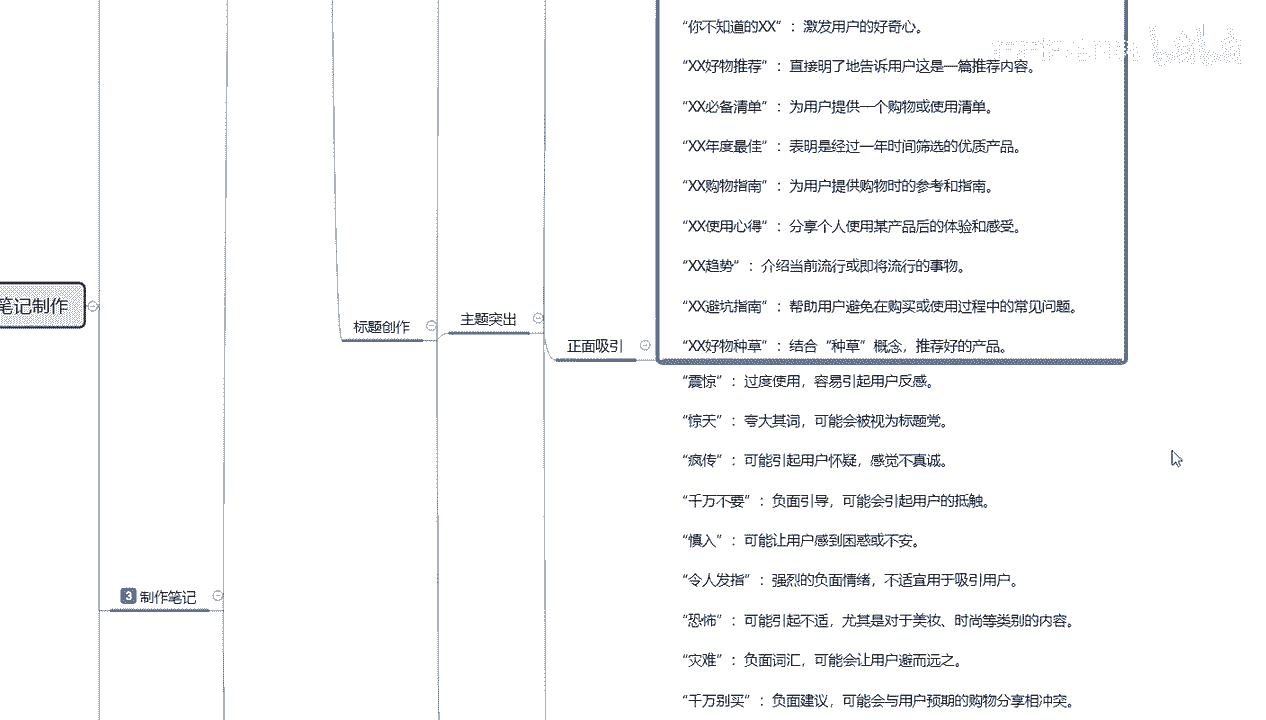 “你不知道的XX”：激发用户的好奇心。
“XX好物推荐”：直接明了地告诉用户这是一篇推荐内容。
“XX必备清单”：为用户提供一个购物或使用清单。
“XX年度最佳”：表明是经过一年时间筛选的优质产品。
“XX购物指南”：为用户提供购物时的参考和指南。
“XX使用心得”：分享个人使用某产品后的体验和感受。
“XX趋势”：介绍当前流行或即将流行的事物。
“XX避坑指南”：帮助用户避免在购买或使用过程中的常见问题。
“XX好物种草”：结合“种草”概念，推荐好的产品。
笔记制作
标题创作
主题突出
正面吸引
“震惊”：过度使用，容易引起用户反感。
“惊天”：夸大其词，可能会被视为标题党。
“疯传”：可能引起用户怀疑，感觉不真诚。
“千万不要”：负面引导，可能会引起用户的抵触。
“慎入”：可能让用户感到困惑或不安。
“令人发指”：强烈的负面情绪，不适宜用于吸引用户。
“恐怖”：可能引起不适，尤其是对于美妆、时尚等类别的内容。
“灾难”：负面词汇，可能会让用户避而远之。
“千万别买”：负面建议，可能会与用户预期的购物分享相冲突。
3 制作笔记